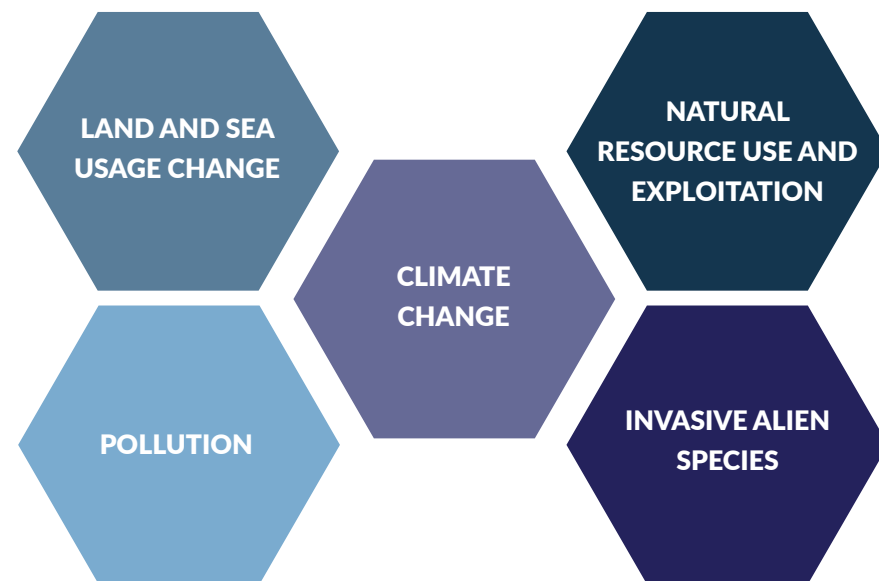 LAND AND SEA
USAGE CHANGE
NATURAL
RESOURCE USE AND
EXPLOITATION
CLIMATE
CHANGE
POLLUTION
INVASIVE ALIEN
SPECIES